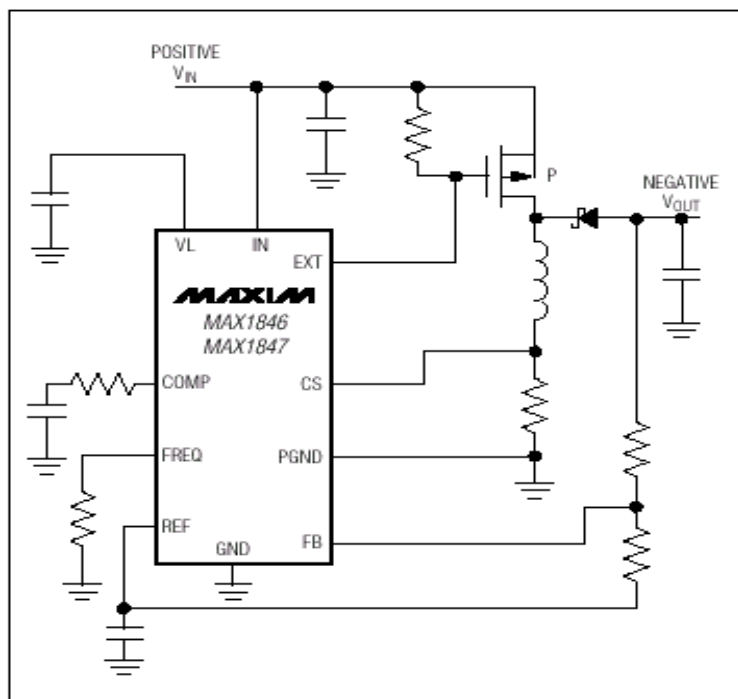 POSITIVE
VIN
P
NEGATIVE
VOUT
VL
IN
EXT
MAXIM
MAX1846
MAX1847
COMP
CS
FREQ
PGND
REF
GND
FB